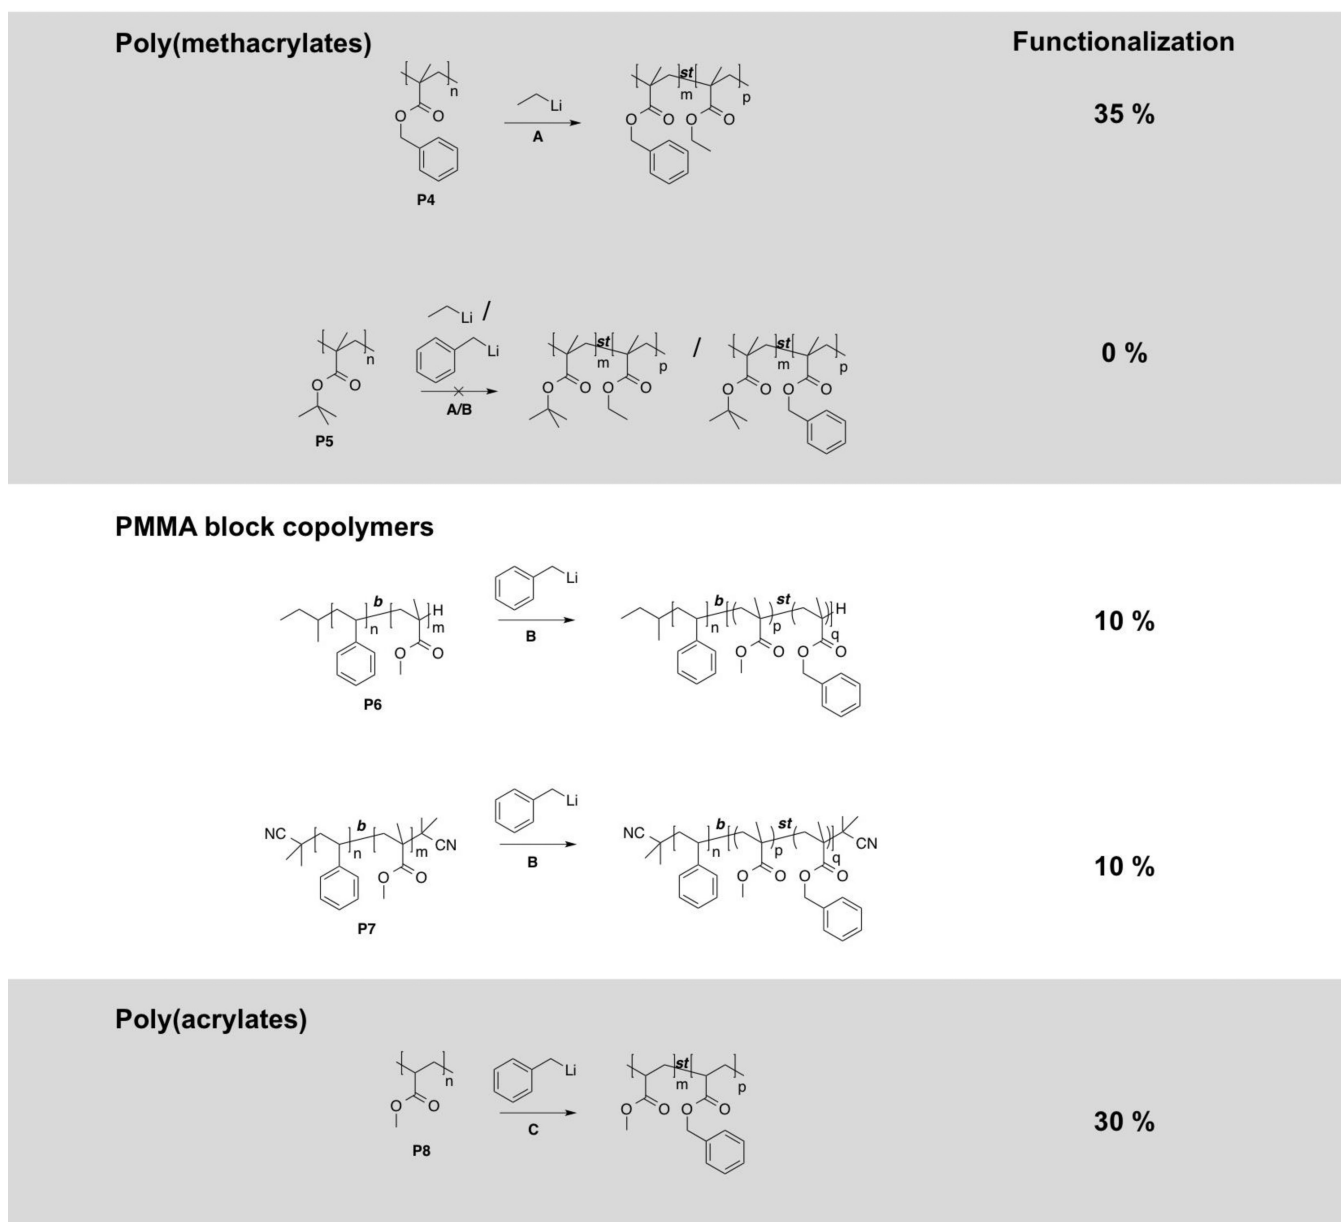 Poly(methacrylates)
Functionalization
n
O
O
P4
Li
A
st
m
p
O
O
O
O
35 %
n
O
O
P5
Li /
Li
A/B
st
m
p
O
O
O
O
/
st
m
p
O
O
O
O
0 %
PMMA block copolymers
b
n
H
m
O
O
P6
Li
B
b
st
n
p
H
q
O
O
O
O
10 %
NC
b
n
m
CN
O
O
P7
Li
B
NC
b
st
n
p
q
CN
O
O
O
O
10 %
Poly(acrylates)
n
O
O
P8
Li
C
st
m
p
O
O
O
O
30 %